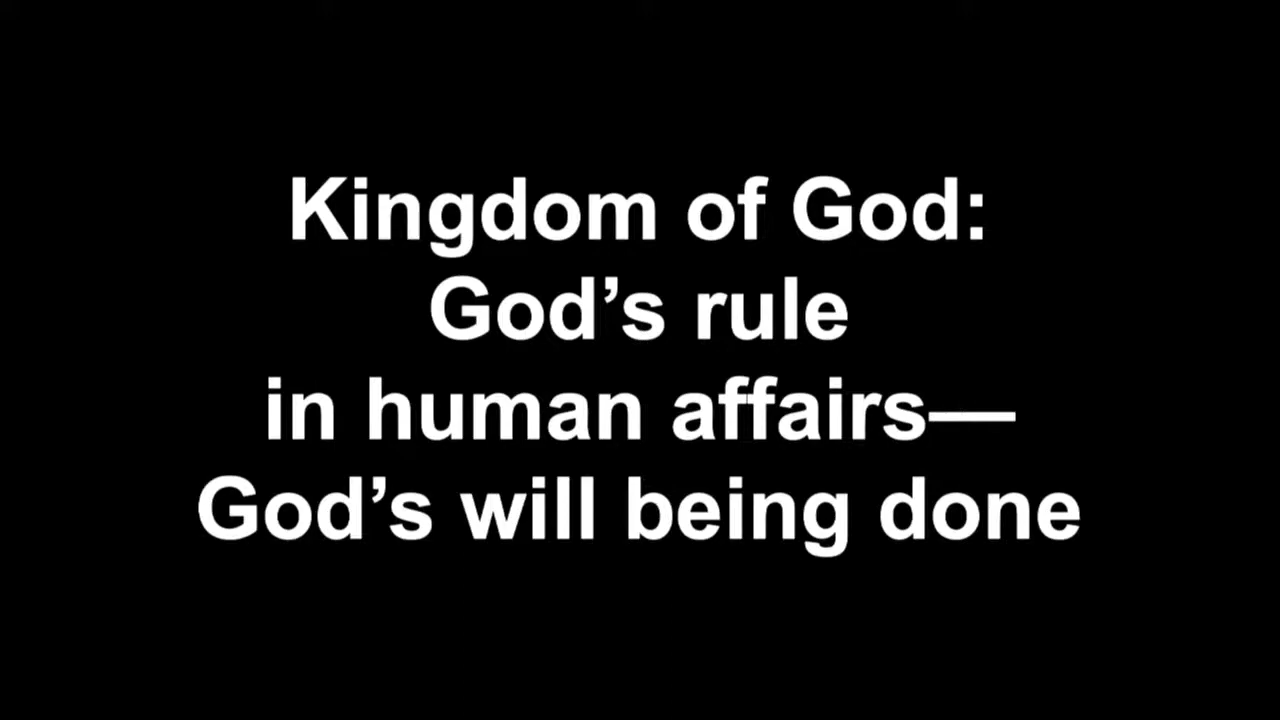 Kingdom of God:
God’s rule
in human affairs—
God’s will being done